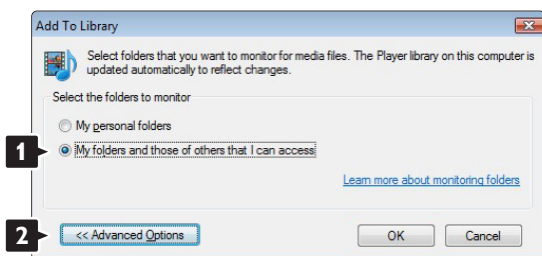 Add To Library
Select folders that you want to monitor for media files. The Player library on this computer is
updated automatically to reflect changes.
Select the folders to monitor
My personal folders
1
My folders and those of others that I can access
Learn more about monitoring folders
2
<< Advanced Options
OK
Cancel